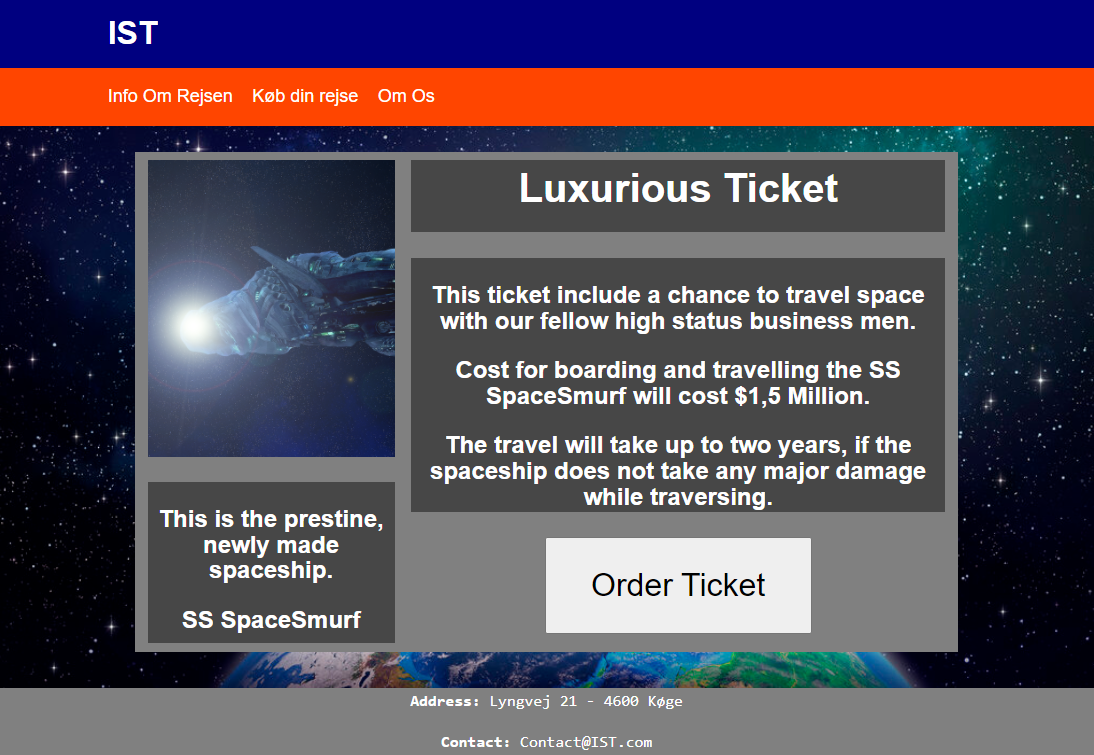 IST
Info Om Rejsen Køb din rejse Om Os
Luxurious Ticket
This ticket include a chance to travel space
with our fellow high status business men.
Cost for boarding and travelling the SS
SpaceSmurf will cost $1,5 Million.
The travel will take up to two years, if the
spaceship does not take any major damage
while traversing.
This is the prestine,
newly made
spaceship.
SS SpaceSmurf
Order Ticket
Address: Lyngvej 21 - 4600 Køge
Contact: Contact@IST.com